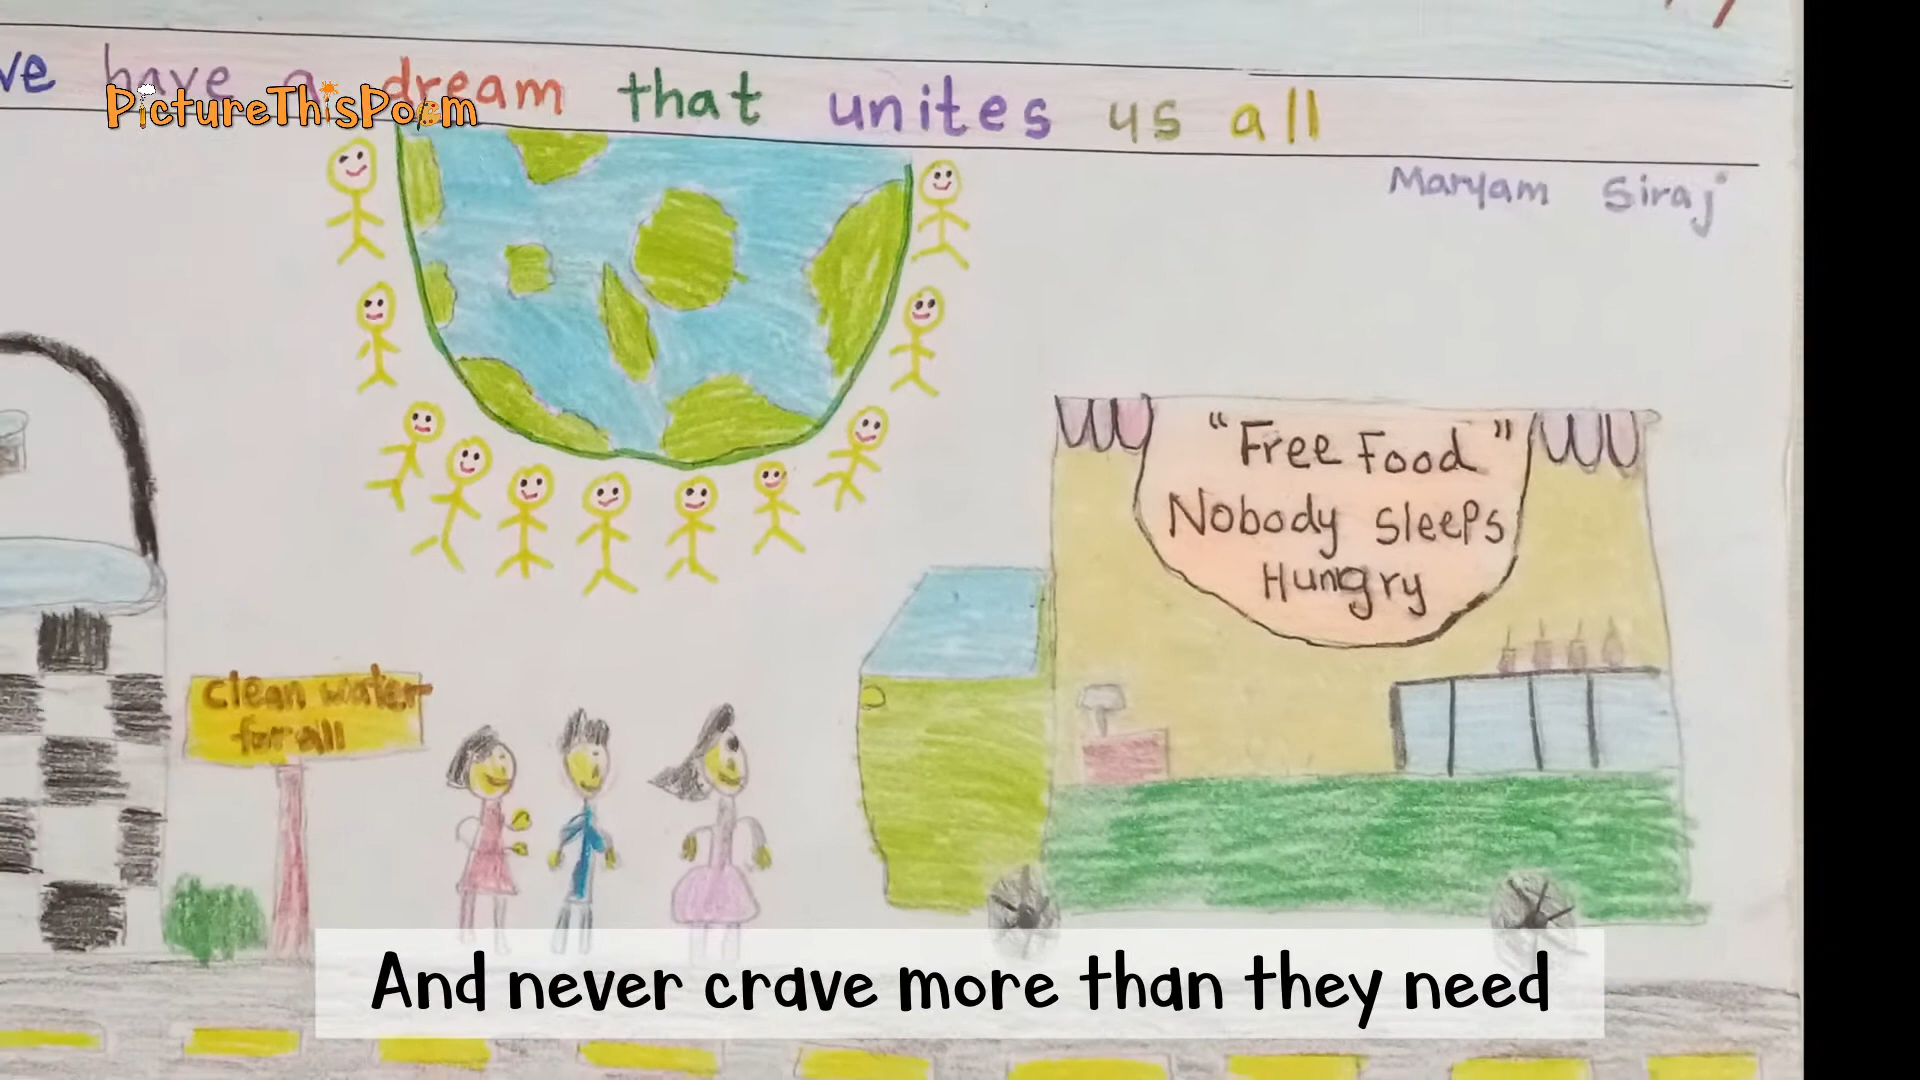 ve have a dream that unites us all
PictureThisPoem
Maryam Siraj
"Free Food"
Nobody Sleeps
Hungry
clean water
for all
And never crave more than they need